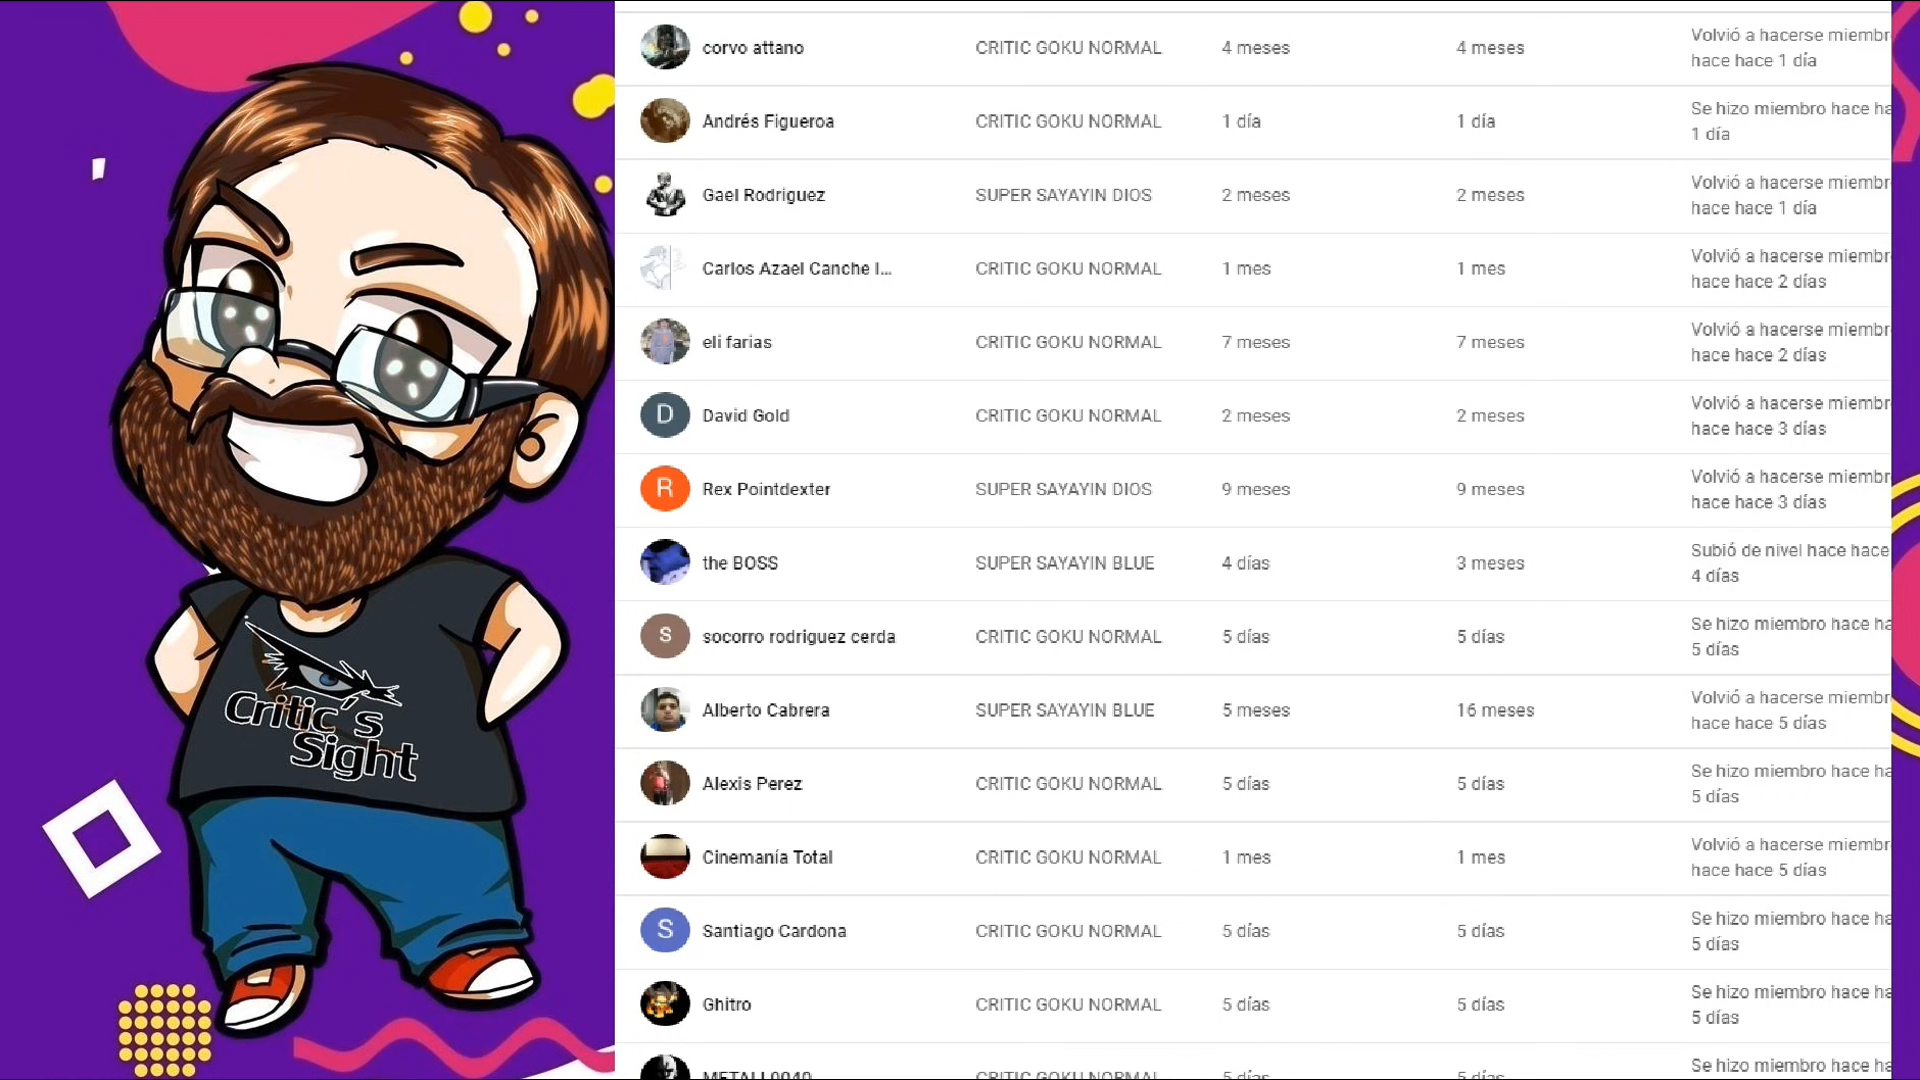 Critic's
Sight
corvo attano CRITIC GOKU NORMAL 4 meses 4 meses Volvió a hacerse miembr
hace hace 1 día
Andrés Figueroa CRITIC GOKU NORMAL 1 día 1 día Se hizo miembro hace ha
1 día
Gael Rodriguez SUPER SAYAYIN DIOS 2 meses 2 meses Volvió a hacerse miembr
hace hace 1 día
Carlos Azael Canche I... CRITIC GOKU NORMAL 1 mes 1 mes Volvió a hacerse miembr
hace hace 2 días
eli farias CRITIC GOKU NORMAL 7 meses 7 meses Volvió a hacerse miembr
hace hace 2 días
D David Gold CRITIC GOKU NORMAL 2 meses 2 meses Volvió a hacerse miembr
hace hace 3 días
R Rex Pointdexter SUPER SAYAYIN DIOS 9 meses 9 meses Volvió a hacerse miembr
hace hace 3 días
the BOSS SUPER SAYAYIN BLUE 4 días 3 meses Subió de nivel hace hace
4 días
S socorro rodriguez cerda CRITIC GOKU NORMAL 5 días 5 días Se hizo miembro hace ha
5 días
Alberto Cabrera SUPER SAYAYIN BLUE 5 meses 16 meses Volvió a hacerse miembr
hace hace 5 días
Alexis Perez CRITIC GOKU NORMAL 5 días 5 días Se hizo miembro hace ha
5 días
Cinemanía Total CRITIC GOKU NORMAL 1 mes 1 mes Volvió a hacerse miembr
hace hace 5 días
S Santiago Cardona CRITIC GOKU NORMAL 5 días 5 días Se hizo miembro hace ha
5 días
Ghitro CRITIC GOKU NORMAL 5 días 5 días Se hizo miembro hace ha
5 días
CRITIC GOKU NORMAL 5 días 5 días Se hizo miembro hace ha